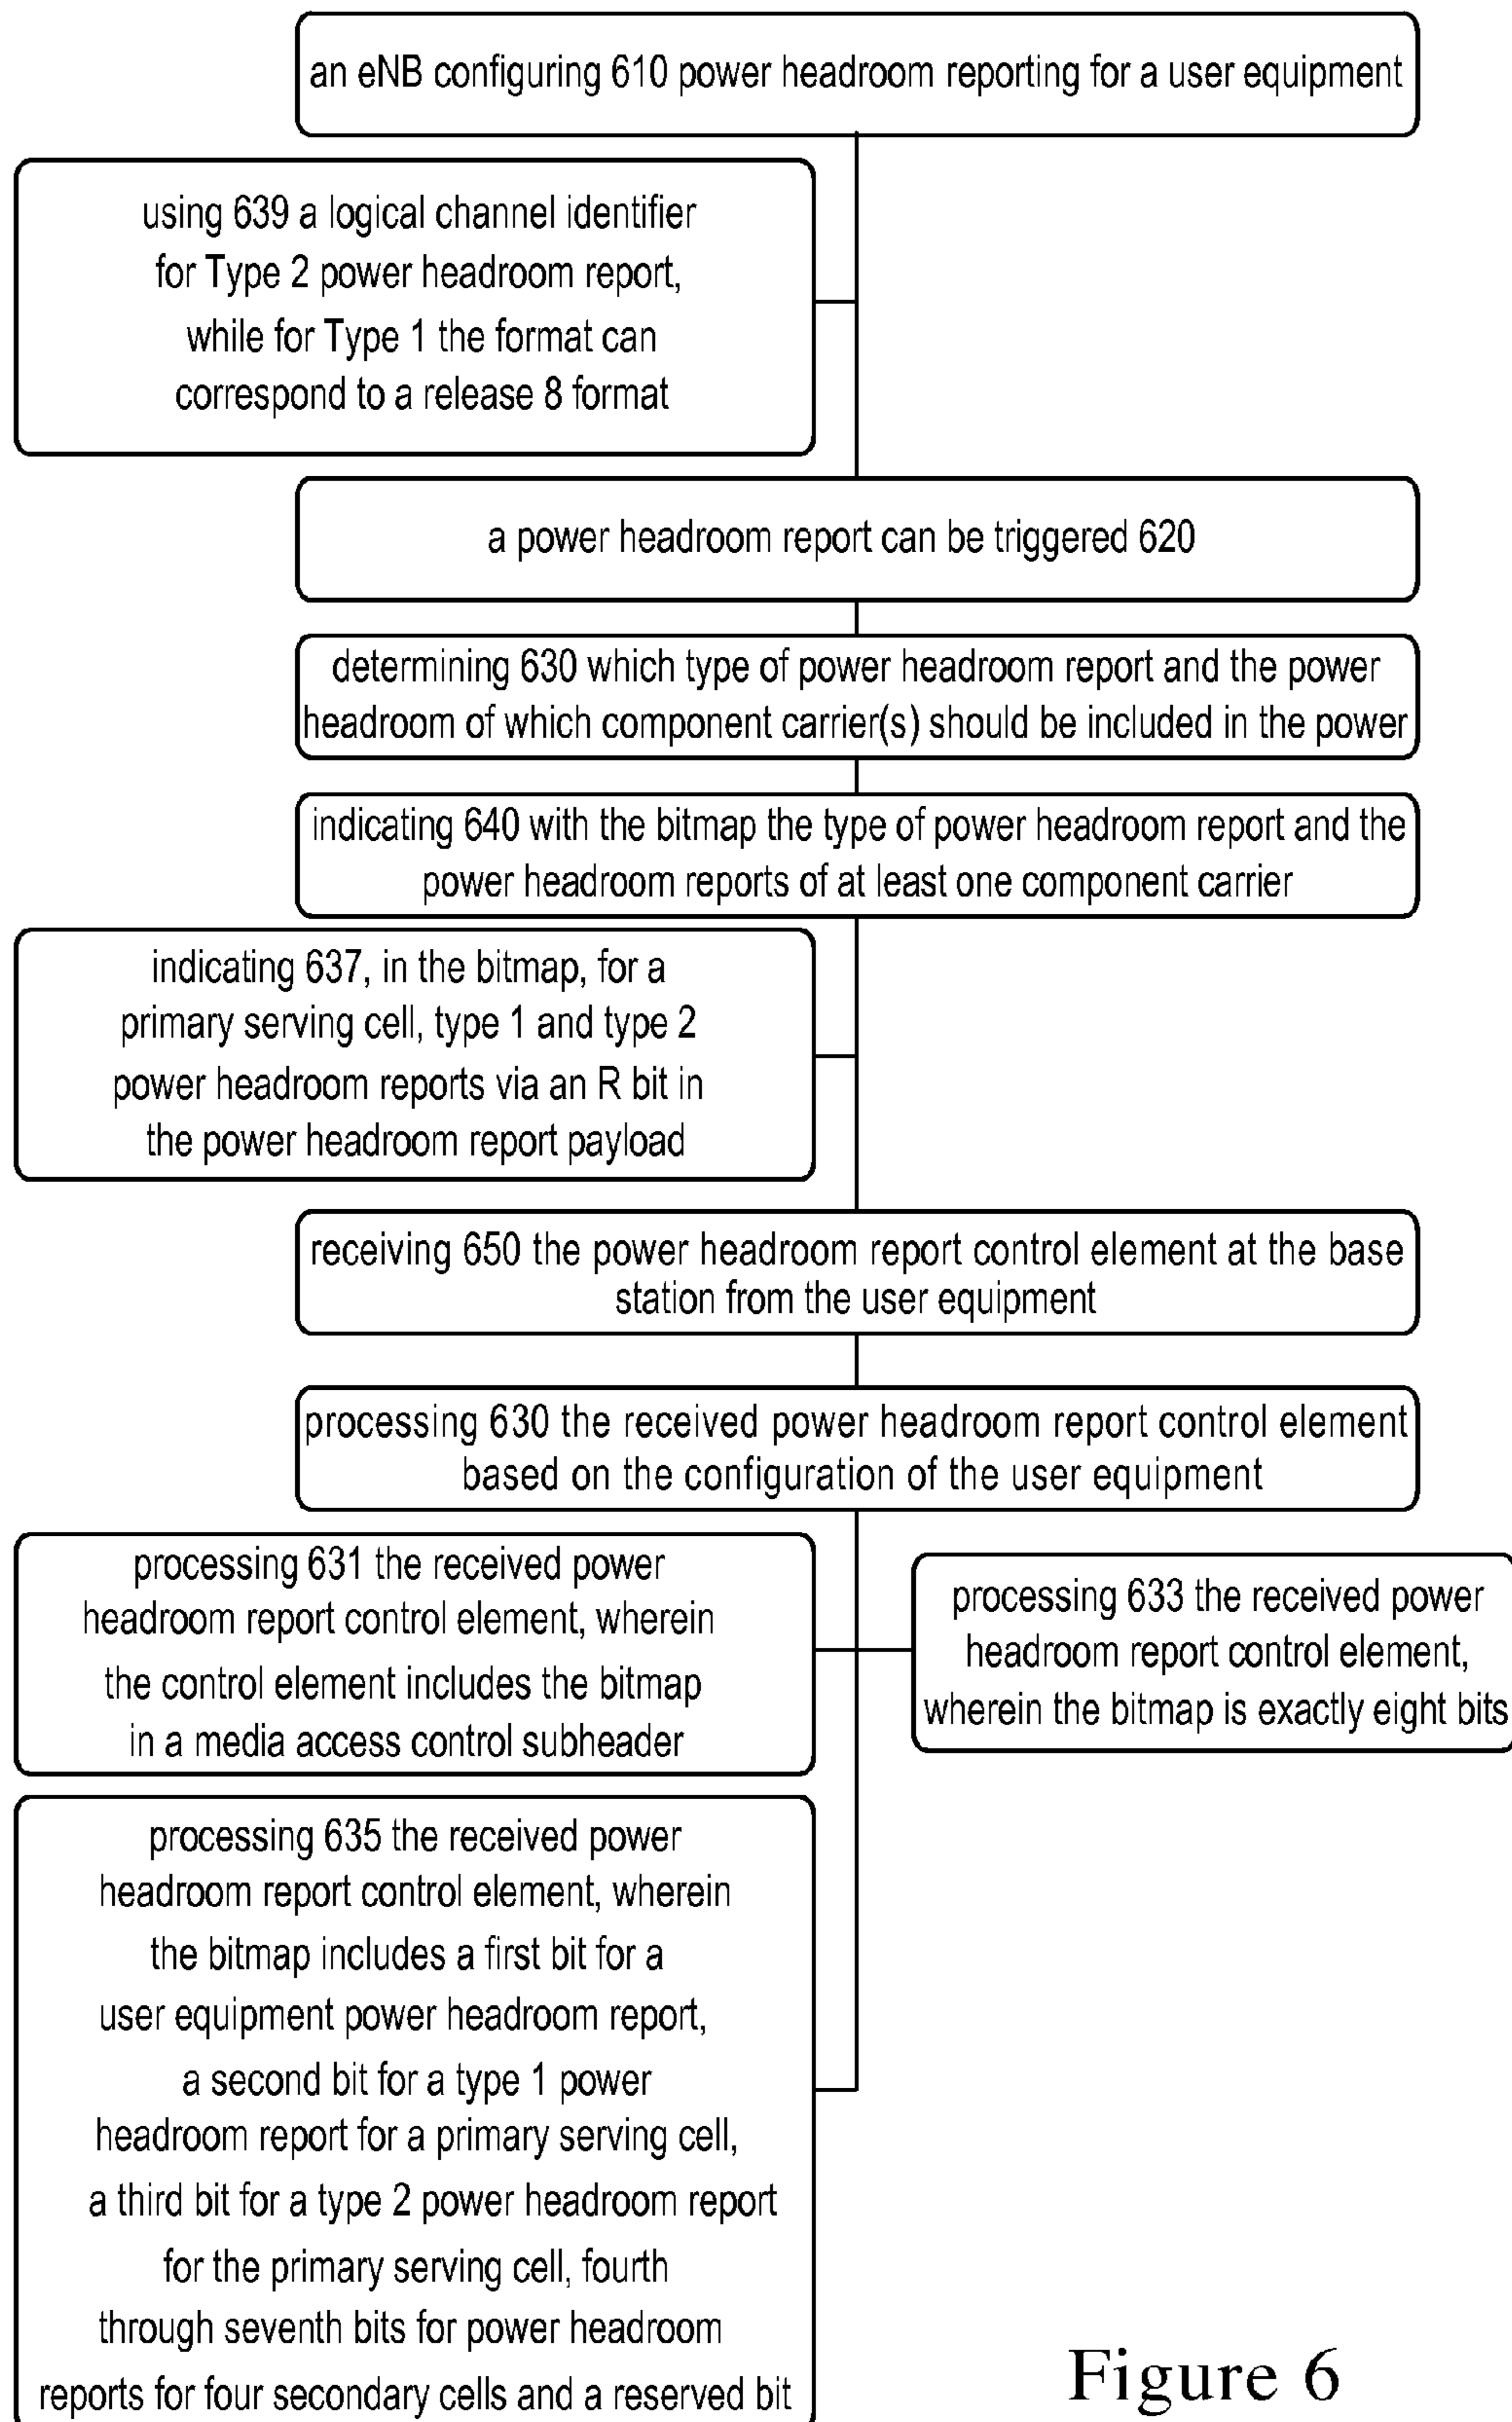 an eNB configuring 610 power headroom reporting for a user equipment
using 639 a logical channel identifier
for Type 2 power headroom report,
while for Type 1 the format can
correspond to a release 8 format
a power headroom report can be triggered 620
determining 630 which type of power headroom report and the power
headroom of which component carrier(s) should be included in the power
indicating 640 with the bitmap the type of power headroom report and the
power headroom reports of at least one component carrier
indicating 637, in the bitmap, for a
primary serving cell, type 1 and type 2
power headroom reports via an R bit in
the power headroom report payload
receiving 650 the power headroom report control element at the base
station from the user equipment
processing 630 the received power headroom report control element
based on the configuration of the user equipment
processing 631 the received power
headroom report control element, wherein
the control element includes the bitmap
in a media access control subheader
processing 633 the received power
headroom report control element,
wherein the bitmap is exactly eight bits
processing 635 the received power
headroom report control element, wherein
the bitmap includes a first bit for a
user equipment power headroom report,
a second bit for a type 1 power
headroom report for a primary serving cell,
a third bit for a type 2 power headroom report
for the primary serving cell, fourth
through seventh bits for power headroom
reports for four secondary cells and a reserved bit
Figure 6